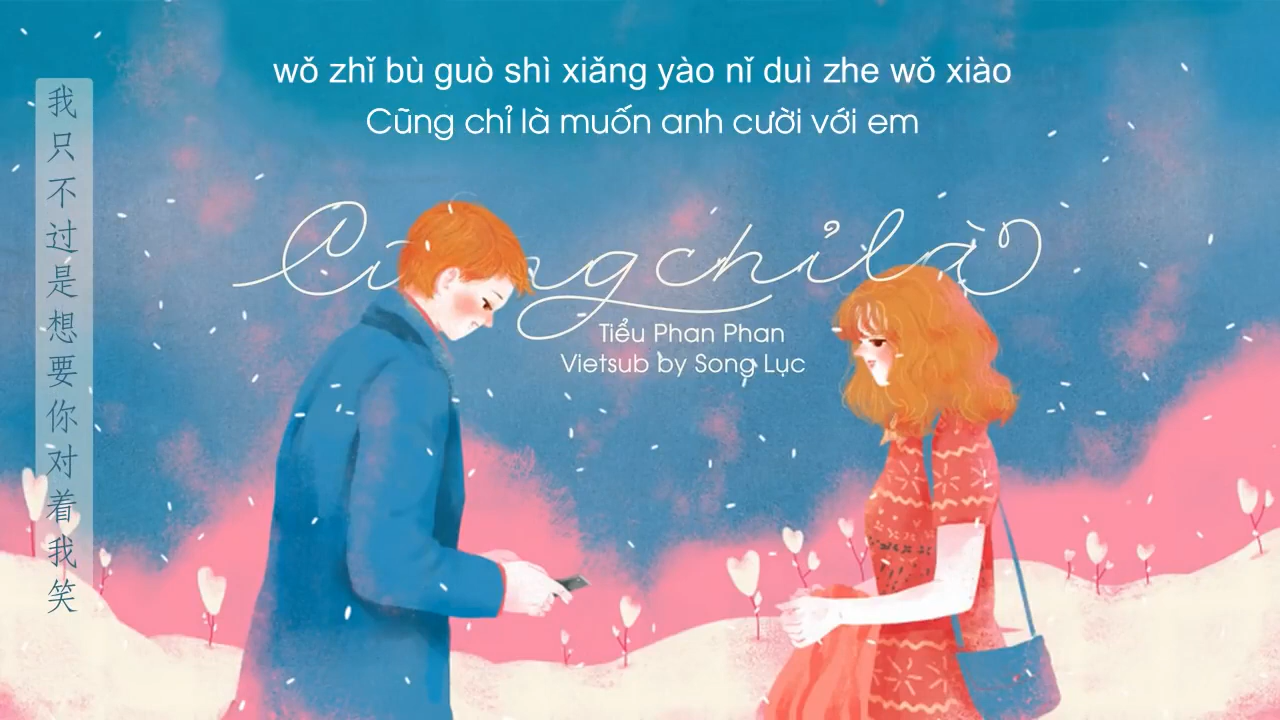 wǒ zhǐ bù guò shì xiǎng yào nǐ duì zhe wǒ xiào
Cũng chỉ là muốn anh cười với em
我只不过是想要你对着我笑
Cũng chỉ là
Tiểu Phan Phan
Vietsub by Song Lục